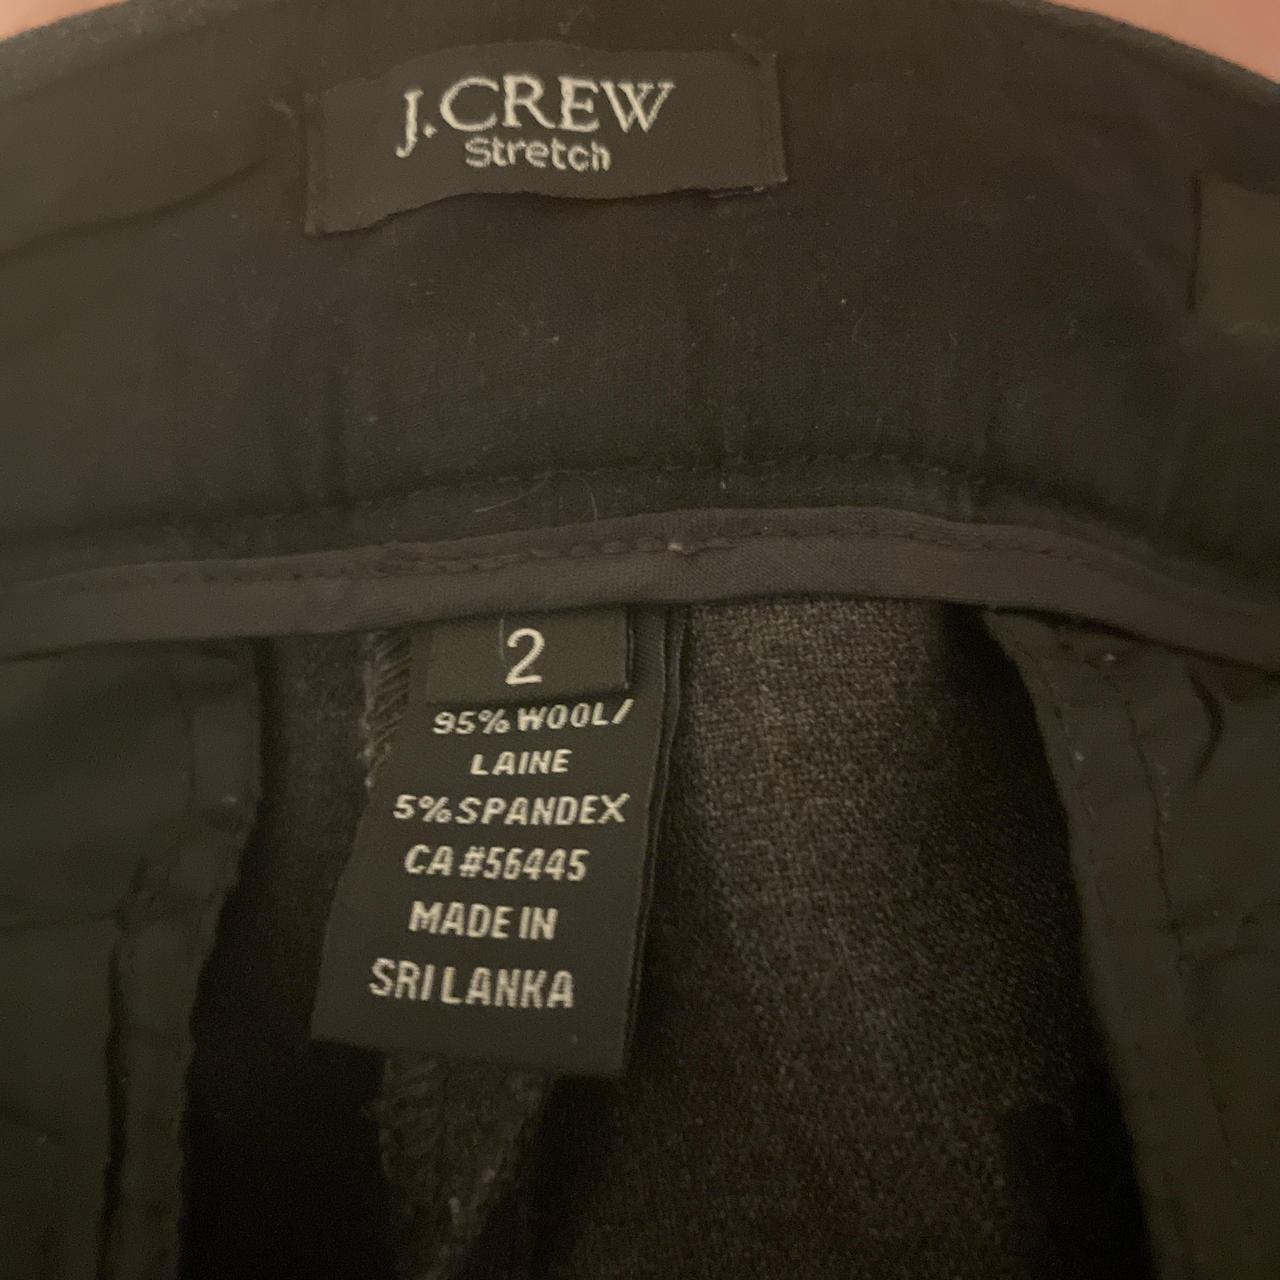 J.CREW
Stretch
2
95% WOOL/
LAINE
5% SPANDEX
CA #56445
MADE IN
SRI LANKA